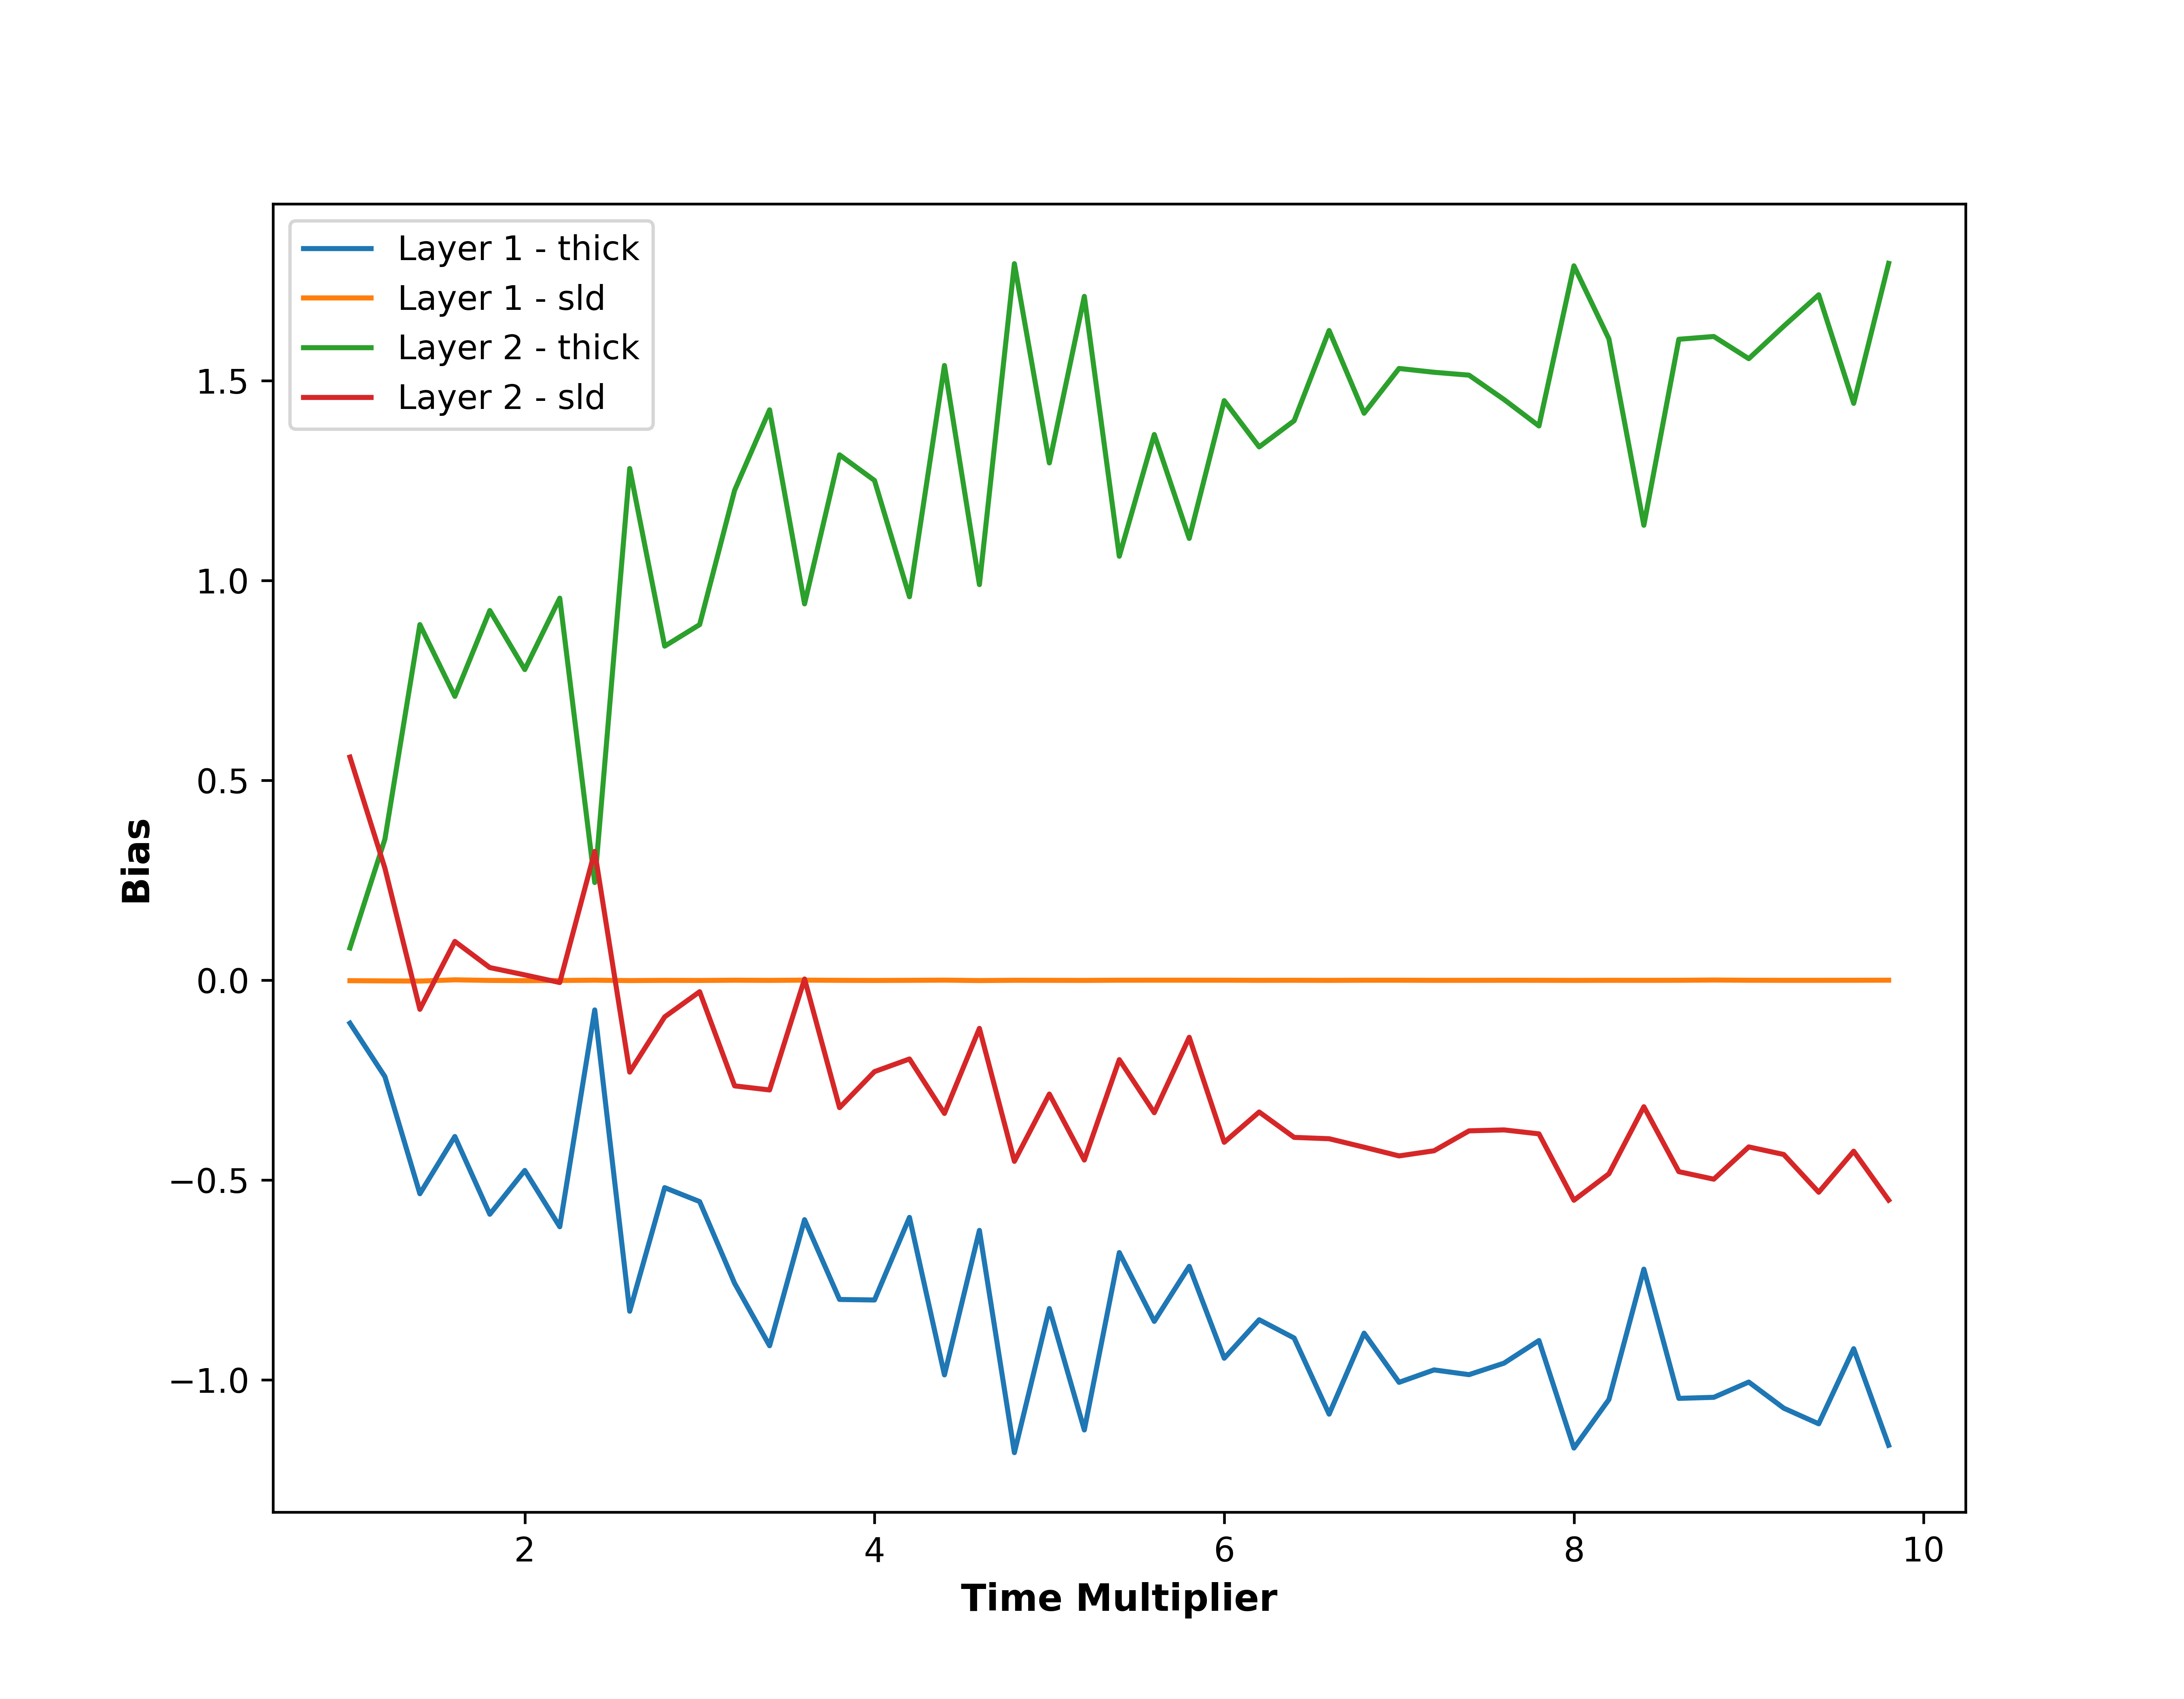 Layer 1 - thick
Layer 1 - sld
Layer 2 - thick
Layer 2 - sld
1.5
1.0
0.5
0.0
−0.5
−1.0
Bias
2 4 6 8 10
Time Multiplier